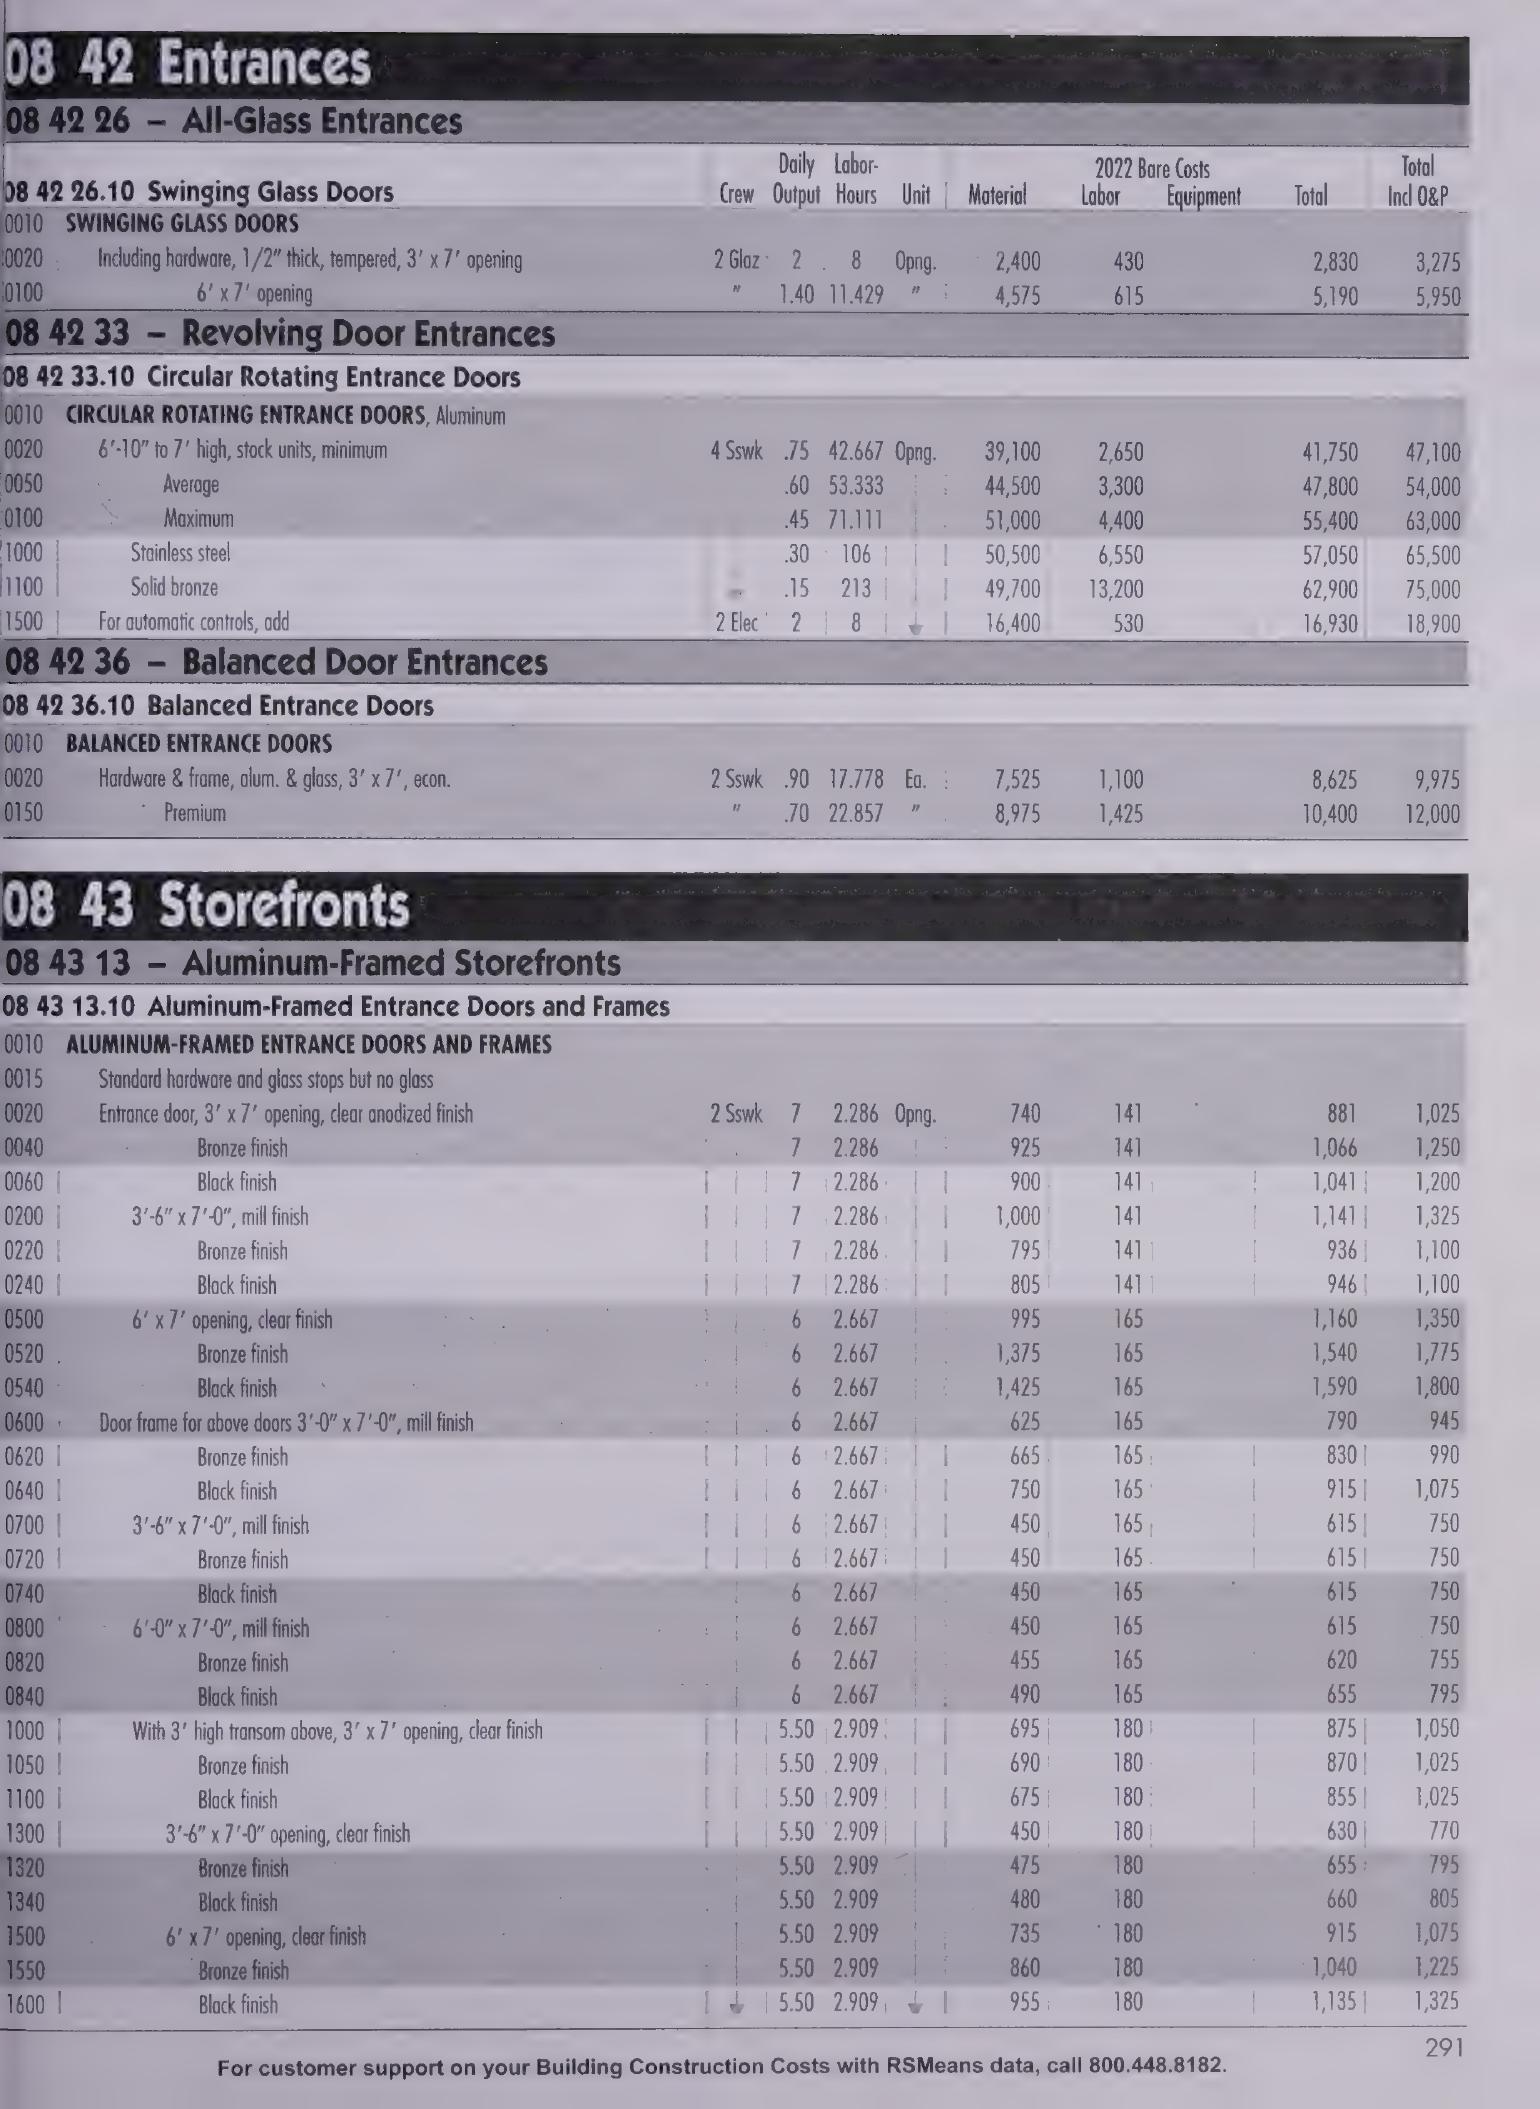 08 42 Entrances
08 42 26 – All-Glass Entrances
Daily Labor- 2022 Bare Costs Total
08 42 26.10 Swinging Glass Doors Crew Output Hours Unit Material Labor Equipment Total Incl O&P
0010 SWINGING GLASS DOORS
0020 Including hardware, 1/2" thick, tempered, 3' x 7' opening 2 Glaz 2 8 Opng. 2,400 430 2,830 3,275
0100 6' x 7' opening " 1.40 11.429 " 4,575 615 5,190 5,950
08 42 33 – Revolving Door Entrances
08 42 33.10 Circular Rotating Entrance Doors
0010 CIRCULAR ROTATING ENTRANCE DOORS, Aluminum
0020 6'-10" to 7' high, stock units, minimum 4 Sswk .75 42.667 Opng. 39,100 2,650 41,750 47,100
0050 Average .60 53.333 44,500 3,300 47,800 54,000
0100 Maximum .45 71.111 51,000 4,400 55,400 63,000
1000 Stainless steel .30 106 50,500 6,550 57,050 65,500
1100 Solid bronze .15 213 49,700 13,200 62,900 75,000
1500 For automatic controls, add 2 Elec 2 8 16,400 530 16,930 18,900
08 42 36 – Balanced Door Entrances
08 42 36.10 Balanced Entrance Doors
0010 BALANCED ENTRANCE DOORS
0020 Hardware & frame, alum. & glass, 3' x 7', econ. 2 Sswk .90 17.778 Ea. 7,525 1,100 8,625 9,975
0150 Premium " .70 22.857 " 8,975 1,425 10,400 12,000
08 43 Storefronts
08 43 13 – Aluminum-Framed Storefronts
08 43 13.10 Aluminum-Framed Entrance Doors and Frames
0010 ALUMINUM-FRAMED ENTRANCE DOORS AND FRAMES
0015 Standard hardware and glass stops but no glass
0020 Entrance door, 3' x 7' opening, clear anodized finish 2 Sswk 7 2.286 Opng. 740 141 881 1,025
0040 Bronze finish 7 2.286 925 141 1,066 1,250
0060 Black finish 7 2.286 900 141 1,041 1,200
0200 3'-6" x 7'-0", mill finish 7 2.286 1,000 141 1,141 1,325
0220 Bronze finish 7 2.286 795 141 936 1,100
0240 Black finish 7 2.286 805 141 946 1,100
0500 6' x 7' opening, clear finish 6 2.667 995 165 1,160 1,350
0520 Bronze finish 6 2.667 1,375 165 1,540 1,775
0540 Black finish 6 2.667 1,425 165 1,590 1,800
0600 Door frame for above doors 3'-0" x 7'-0", mill finish 6 2.667 625 165 790 945
0620 Bronze finish 6 2.667 665 165 830 990
0640 Black finish 6 2.667 750 165 915 1,075
0700 3'-6" x 7'-0", mill finish 6 2.667 450 165 615 750
0720 Bronze finish 6 2.667 450 165 615 750
0740 Black finish 6 2.667 450 165 615 750
0800 6'-0" x 7'-0", mill finish 6 2.667 450 165 615 750
0820 Bronze finish 6 2.667 455 165 620 755
0840 Black finish 6 2.667 490 165 655 795
1000 With 3' high transom above, 3' x 7' opening, clear finish 5.50 2.909 695 180 875 1,050
1050 Bronze finish 5.50 2.909 690 180 870 1,025
1100 Black finish 5.50 2.909 675 180 855 1,025
1300 3'-6" x 7'-0" opening, clear finish 5.50 2.909 450 180 630 770
1320 Bronze finish 5.50 2.909 475 180 655 795
1340 Black finish 5.50 2.909 480 180 660 805
1500 6' x 7' opening, clear finish 5.50 2.909 735 180 915 1,075
1550 Bronze finish 5.50 2.909 860 180 1,040 1,225
1600 Black finish 5.50 2.909 955 180 1,135 1,325
For customer support on your Building Construction Costs with RSMeans data, call 800.448.8182.
291